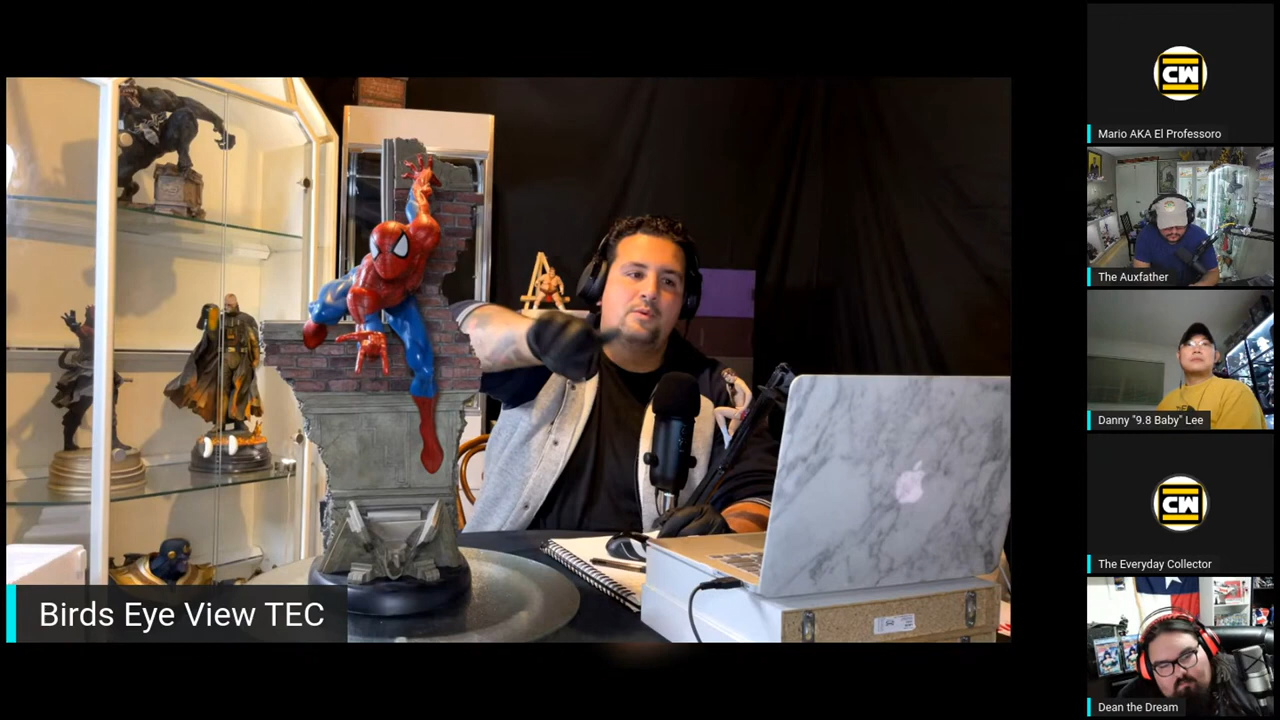 Birds Eye View TEC
CW
Mario AKA El Professoro
The Auxfather
Danny "9.8 Baby" Lee
CW
The Everyday Collector
Dean the Dream